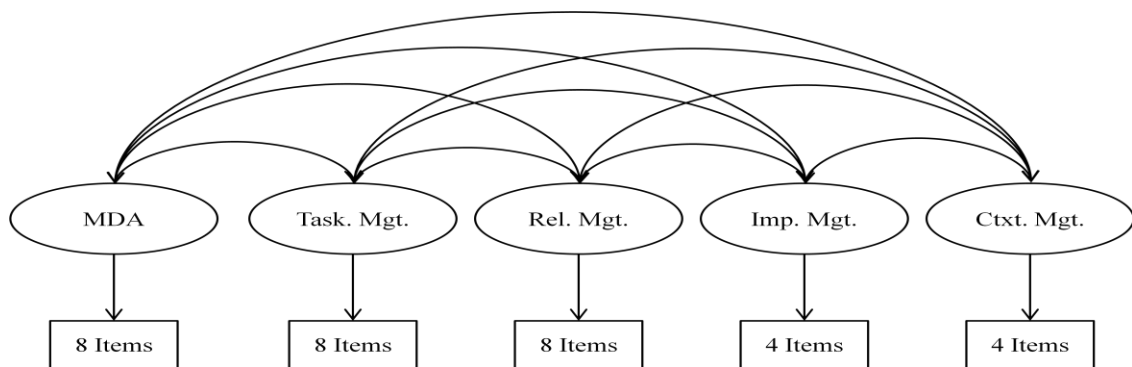 MDA
Task. Mgt.
Rel. Mgt.
Imp. Mgt.
Ctxt. Mgt.
8 Items
8 Items
8 Items
4 Items
4 Items